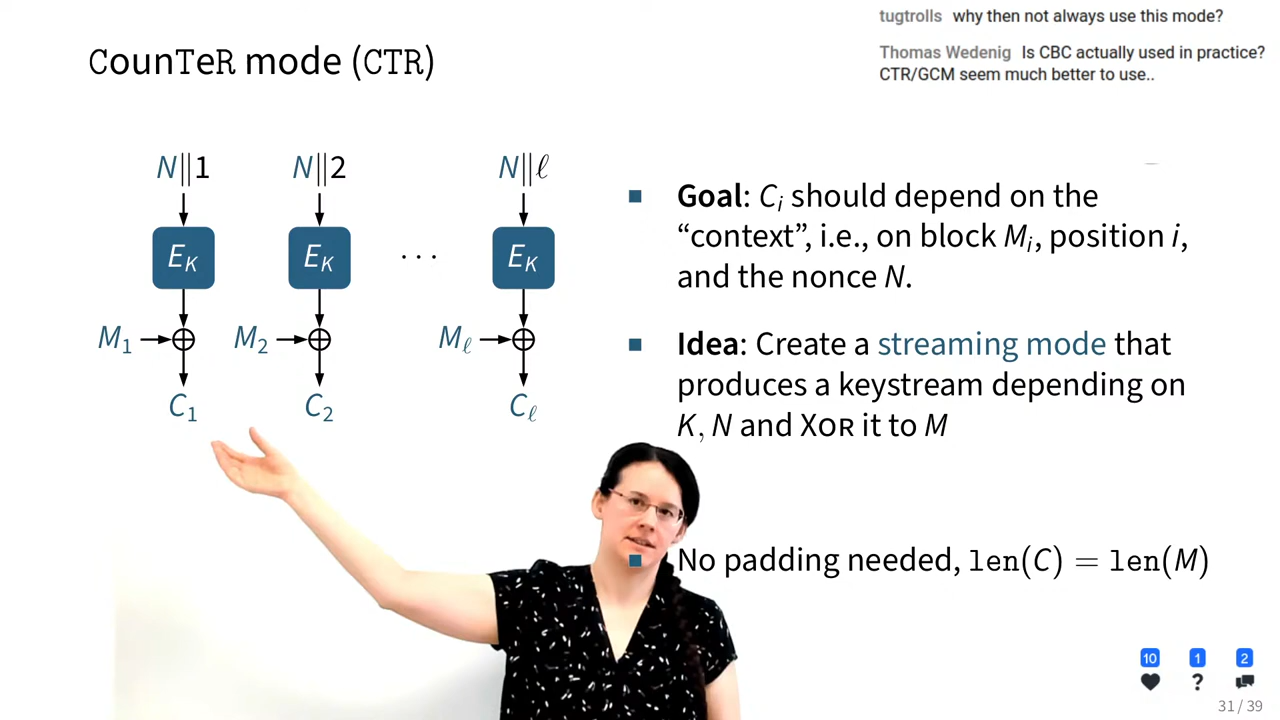 tugtrolls why then not always use this mode?
Thomas Wedenig Is CBC actually used in practice?
CTR/GCM seem much better to use..
CounTeR mode (CTR)
N||1 N||2 N||ℓ
E_K E_K ··· E_K
M_1 M_2 M_ℓ
C_1 C_2 C_ℓ
Goal: C_i should depend on the
“context”, i.e., on block M_i, position i,
and the nonce N.
Idea: Create a streaming mode that
produces a keystream depending on
K, N and XOR it to M
No padding needed, len(C) = len(M)
10 1 2
?
31/39